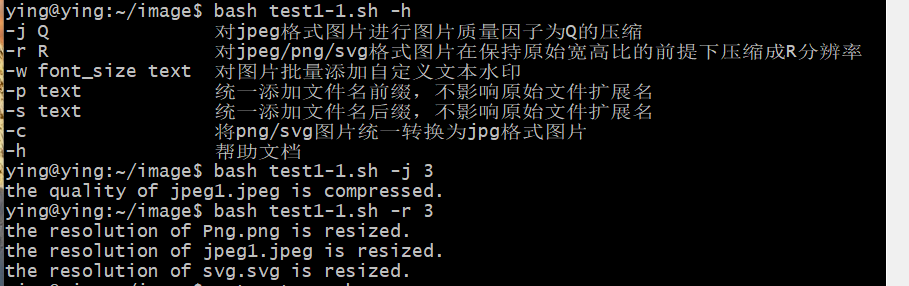 ying@ying:~/image$ bash test1-1.sh -h
-j Q 对jpeg格式图片进行图片质量因子为Q的压缩
-r R 对jpeg/png/svg格式图片在保持原始宽高比的前提下压缩成R分辨率
-w font_size text 对图片批量添加自定义文本水印
-p text 统一添加文件名前缀，不影响原始文件扩展名
-s text 统一添加文件名后缀，不影响原始文件扩展名
-c 将png/svg图片统一转换为jpg格式图片
-h 帮助文档
ying@ying:~/image$ bash test1-1.sh -j 3
the quality of jpeg1.jpeg is compressed.
ying@ying:~/image$ bash test1-1.sh -r 3
the resolution of Png.png is resized.
the resolution of jpeg1.jpeg is resized.
the resolution of svg.svg is resized.